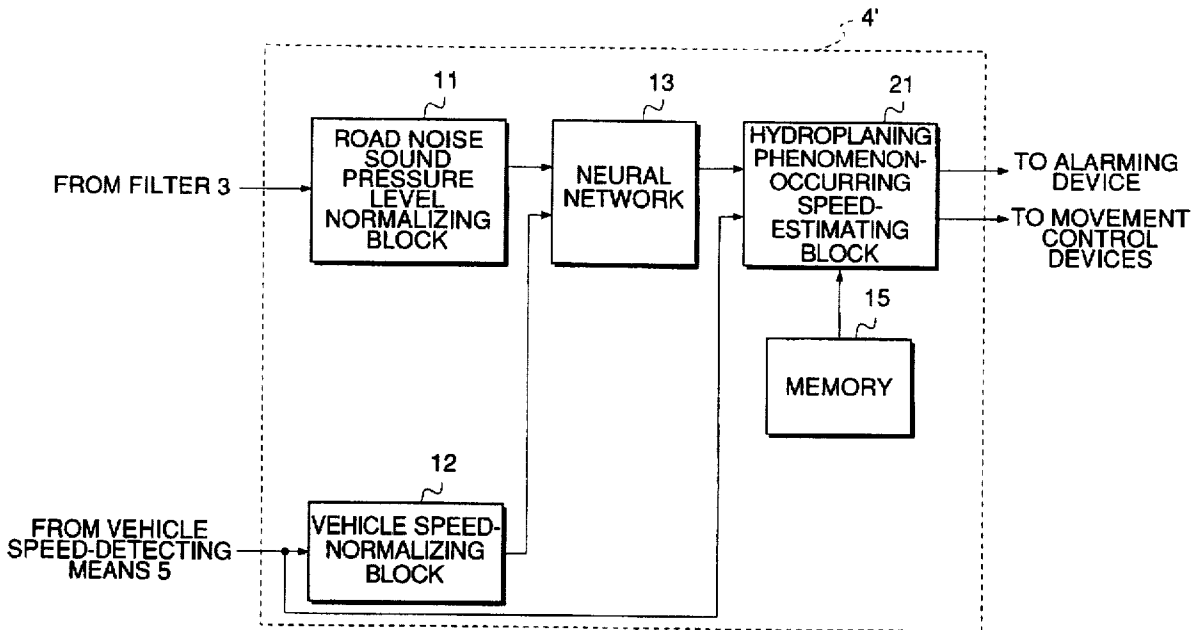 4'
11
ROAD NOISE
SOUND
PRESSURE
LEVEL
NORMALIZING
BLOCK
13
NEURAL
NETWORK
21
HYDROPLANING
PHENOMENON-
OCCURRING
SPEED-
ESTIMATING
BLOCK
FROM FILTER 3
TO ALARMING
DEVICE
TO MOVEMENT
CONTROL
DEVICES
15
MEMORY
12
VEHICLE SPEED-
NORMALIZING
BLOCK
FROM VEHICLE
SPEED-DETECTING
MEANS 5